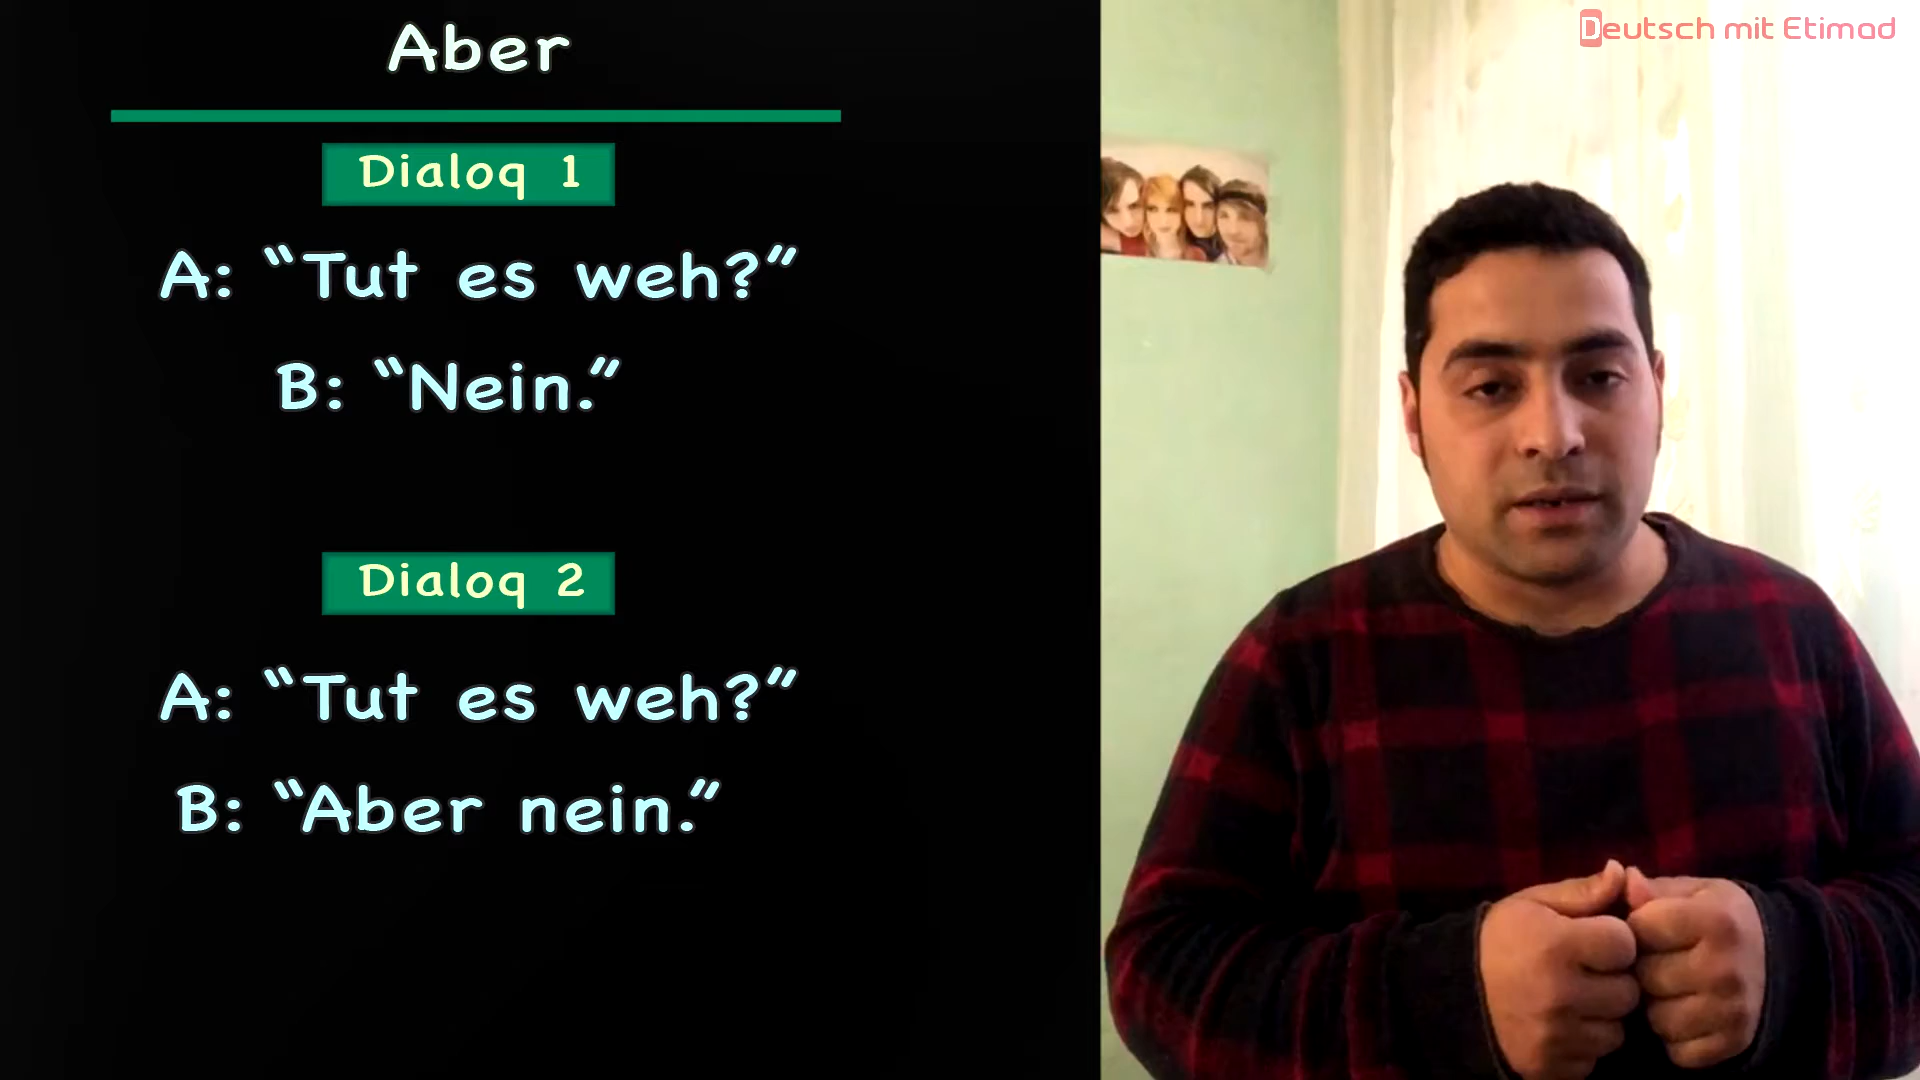 Aber
Dialoq 1
A: “Tut es weh?”
B: “Nein.”
Dialoq 2
A: “Tut es weh?”
B: “Aber nein.”
Deutsch mit Etimad